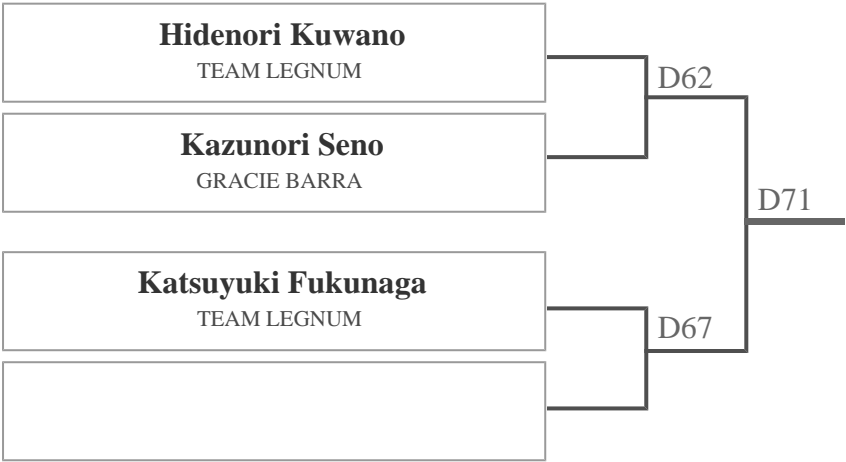 Hidenori Kuwano
TEAM LEGNUM
D62
Kazunori Seno
GRACIE BARRA
D71
Katsuyuki Fukunaga
TEAM LEGNUM
D67